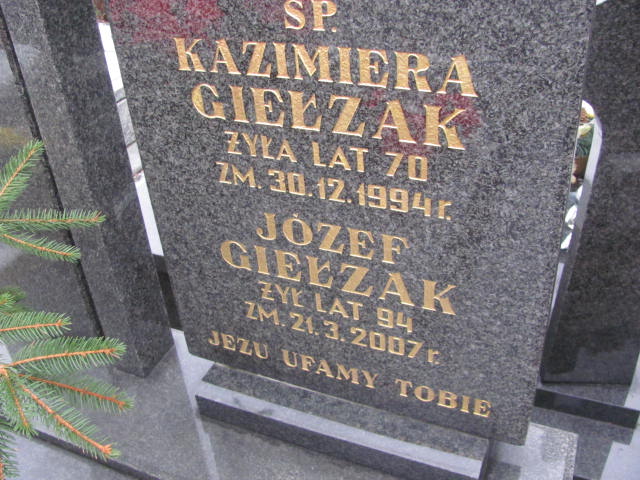 ŚP.
KAZIMIERA
GIEŁZAK
ŻYŁA LAT 70
ZM. 30.12.1994r.
JÓZEF
GIEŁZAK
ŻYŁ LAT 94
ZM. 21.3.2007r.
JEZU UFAMY TOBIE